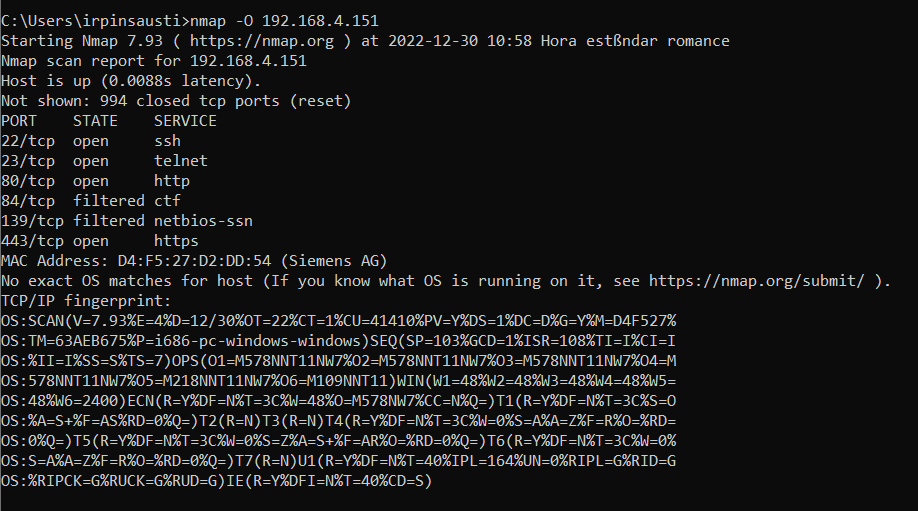 C:\Users\irpinsausti>nmap -O 192.168.4.151
Starting Nmap 7.93 ( https://nmap.org ) at 2022-12-30 10:58 Hora estßndar romance
Nmap scan report for 192.168.4.151
Host is up (0.0088s latency).
Not shown: 994 closed tcp ports (reset)
PORT    STATE    SERVICE
22/tcp  open     ssh
23/tcp  open     telnet
80/tcp  open     http
84/tcp  filtered ctf
139/tcp filtered netbios-ssn
443/tcp open     https
MAC Address: D4:F5:27:D2:DD:54 (Siemens AG)
No exact OS matches for host (If you know what OS is running on it, see https://nmap.org/submit/ ).
TCP/IP fingerprint:
OS:SCAN(V=7.93%E=4%D=12/30%OT=22%CT=1%CU=41410%PV=Y%DS=1%DC=D%G=Y%M=D4F527%
OS:TM=63AEB675%P=i686-pc-windows-windows)SEQ(SP=103%GCD=1%ISR=108%TI=I%CI=I
OS:%II=I%SS=S%TS=7)OPS(O1=M578NNT11NW7%O2=M578NNT11NW7%O3=M578NNT11NW7%O4=M
OS:578NNT11NW7%O5=M218NNT11NW7%O6=M109NNT11)WIN(W1=48%W2=48%W3=48%W4=48%W5=
OS:48%W6=2400)ECN(R=Y%DF=N%T=3C%W=48%O=M578NW7%CC=N%Q=)T1(R=Y%DF=N%T=3C%S=O
OS:%A=S+%F=AS%RD=0%Q=)T2(R=N)T3(R=N)T4(R=Y%DF=N%T=3C%W=0%S=A%A=Z%F=R%O=%RD=
OS:0%Q=)T5(R=Y%DF=N%T=3C%W=0%S=Z%A=S+%F=AR%O=%RD=0%Q=)T6(R=Y%DF=N%T=3C%W=0%
OS:S=A%A=Z%F=R%O=%RD=0%Q=)T7(R=N)U1(R=Y%DF=N%T=40%IPL=164%UN=0%RIPL=G%RID=G
OS:%RIPCK=G%RUCK=G%RUD=G)IE(R=Y%DFI=N%T=40%CD=S)